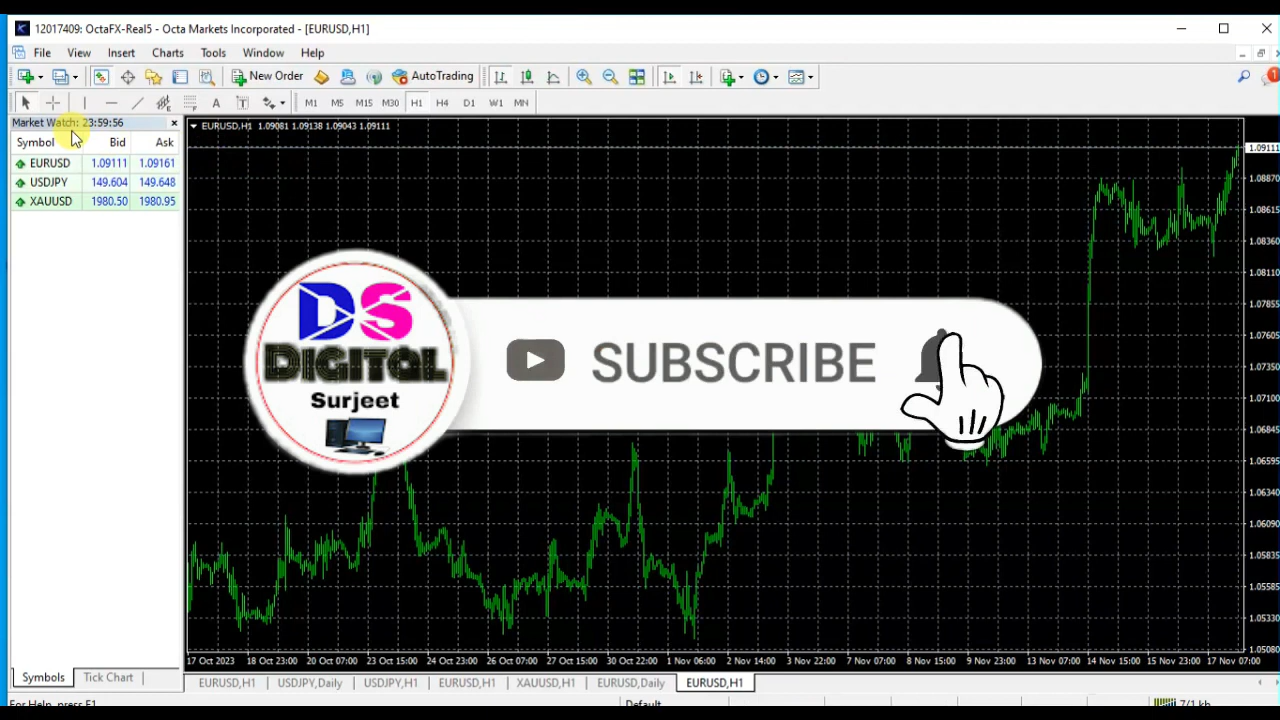 12017409: OctaFX-Real5 - Octa Markets Incorporated - [EURUSD,H1]
File View Insert Charts Tools Window Help
New Order AutoTrading
A T M1 M5 M15 M30 H1 H4 D1 W1 MN
Market Watch: 23:59:56
Symbol Bid Ask
EURUSD 1.09111 1.09161
USDJPY 149.604 149.648
XAUUSD 1980.50 1980.95
EURUSD,H1 1.09081 1.09138 1.09043 1.09111
1.09111
1.08870
1.08615
1.08360
1.08110
1.07855
1.07605
1.07350
1.07100
1.06845
1.06595
1.06340
1.06090
1.05835
1.05585
1.05330
1.05080
DS
DIGITAL
Surjeet
SUBSCRIBE
17 Oct 2023 18 Oct 23:00 20 Oct 07:00 23 Oct 15:00 24 Oct 23:00 26 Oct 07:00 27 Oct 15:00 30 Oct 22:00 1 Nov 06:00 2 Nov 14:00 3 Nov 22:00 7 Nov 07:00 8 Nov 15:00 9 Nov 23:00 13 Nov 07:00 14 Nov 15:00 15 Nov 23:00 17 Nov 07:00
Symbols Tick Chart
EURUSD,H1 USDJPY,Daily USDJPY,H1 EURUSD,H1 XAUUSD,H1 EURUSD,Daily EURUSD,H1
For Help, press F1 Default 7/1 kb